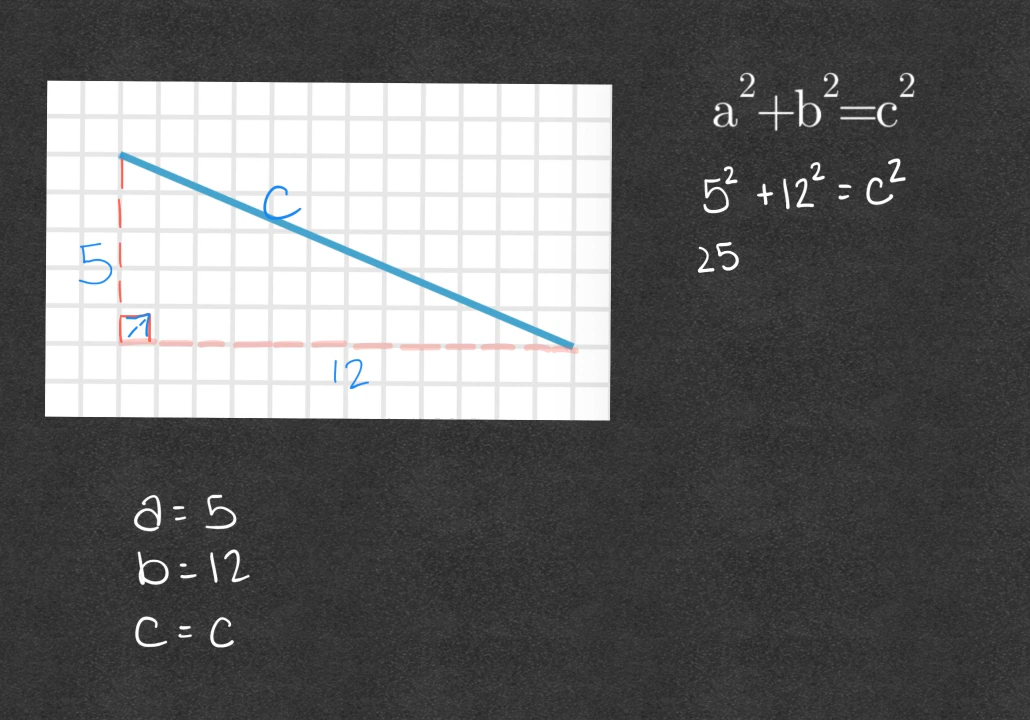 a²+b²=c²
5² + 12² = c²
25
C
5
12
a = 5
b = 12
c = c